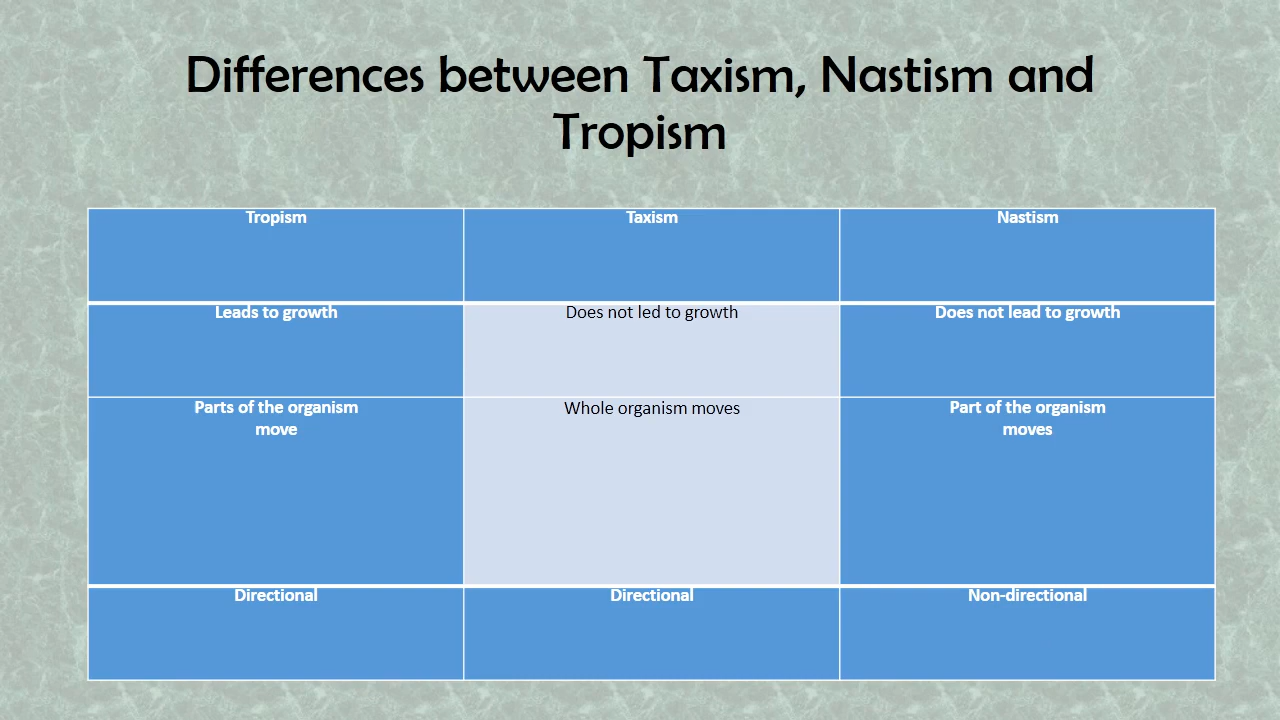 Differences between Taxism, Nastism and
Tropism
Tropism
Taxism
Nastism
Leads to growth
Does not led to growth
Does not lead to growth
Parts of the organism
move
Whole organism moves
Part of the organism
moves
Directional
Directional
Non-directional